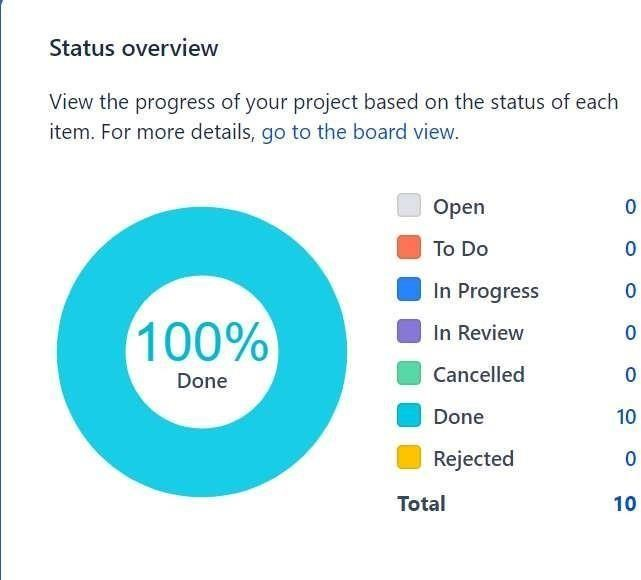 Status overview
View the progress of your project based on the status of each
item. For more details, go to the board view.
100%
Done
Open 0
To Do 0
In Progress 0
In Review 0
Cancelled 0
Done 10
Rejected 0
Total 10